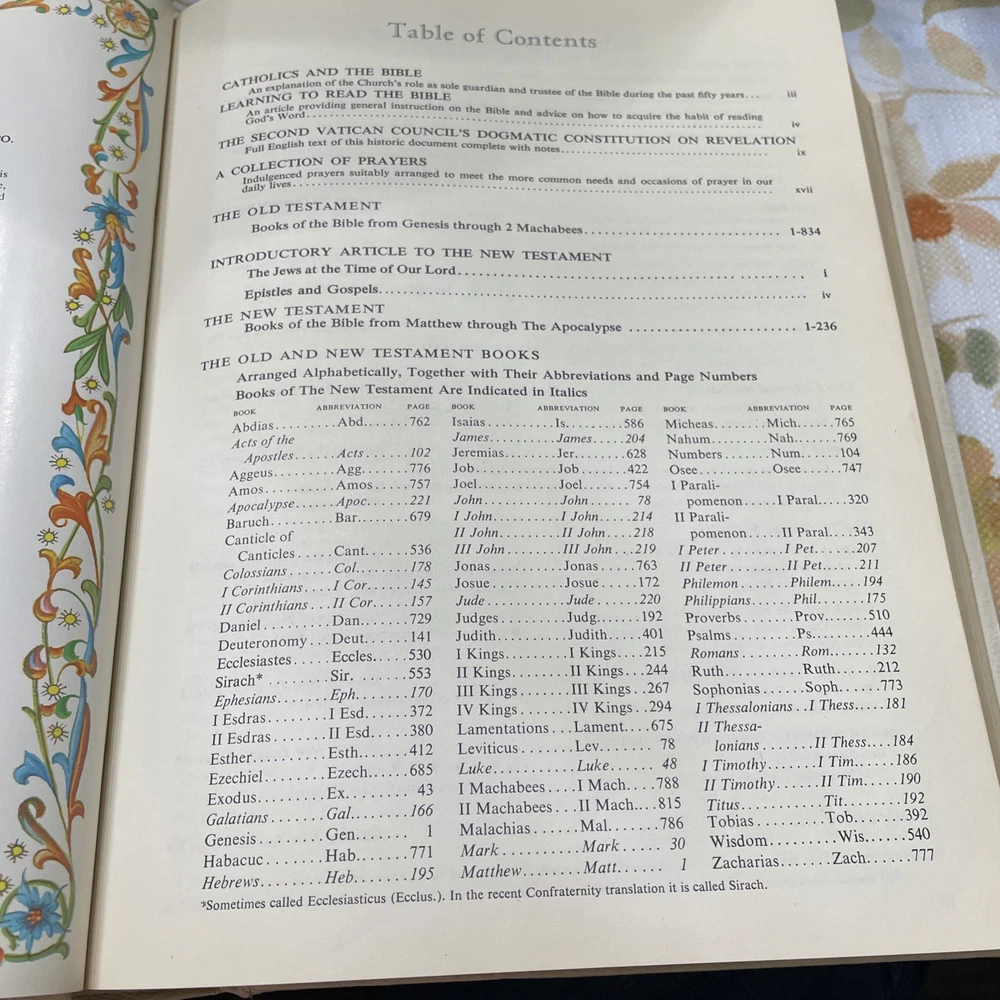 O.
is
e,
d
Table of Contents
CATHOLICS AND THE BIBLE
An explanation of the Church's role as sole guardian and trustee of the Bible during the past fifty years... iii
LEARNING TO READ THE BIBLE
An article providing general instruction on the Bible and advice on how to acquire the habit of reading
God's Word........ iv
THE SECOND VATICAN COUNCIL'S DOGMATIC CONSTITUTION ON REVELATION
Full English text of this historic document complete with notes........ ix
A COLLECTION OF PRAYERS
Indulgenced prayers suitably arranged to meet the more common needs and occasions of prayer in our
daily lives........ xvii
THE OLD TESTAMENT
Books of the Bible from Genesis through 2 Machabees........ 1-834
INTRODUCTORY ARTICLE TO THE NEW TESTAMENT
The Jews at the Time of Our Lord........ i
Epistles and Gospels........ iv
THE NEW TESTAMENT
Books of the Bible from Matthew through The Apocalypse ........ 1-236
THE OLD AND NEW TESTAMENT BOOKS
Arranged Alphabetically, Together with Their Abbreviations and Page Numbers
Books of The New Testament Are Indicated in Italics
BOOK ABBREVIATION PAGE
Abdias.........Abd......762
Acts of the
Apostles......Acts.....102
Aggeus.........Agg......776
Amos..........Amos.....757
Apocalypse......Apoc.....221
Baruch.........Bar.......679
Canticle of
Canticles.....Cant......536
Colossians......Col.......178
I Corinthians....I Cor.....145
II Corinthians...II Cor....157
Daniel..........Dan......729
Deuteronomy...Deut.....141
Ecclesiastes.....Eccles....530
Sirach*........Sir. ......553
Ephesians.......Eph......170
I Esdras........I Esd.....372
II Esdras.......II Esd....380
Esther..........Esth......412
Ezechiel........Ezech.....685
Exodus.........Ex....... 43
Galatians.......Gal.......166
Genesis.........Gen...... 1
Habacuc........Hab......771
Hebrews........Heb......195
BOOK ABBREVIATION PAGE
Isaias.........Is.......586
James.........James....204
Jeremias......Jer.......628
Job...........Job......422
Joel..........Joel......754
John..........John..... 78
I John.........I John....214
II John........II John...218
III John.......III John..219
Jonas.........Jonas.....763
Josue.........Josue.....172
Jude..........Jude......220
Judges........Judg......192
Judith........Judith....401
I Kings........I Kings...215
II Kings.......II Kings..244
III Kings......III Kings..267
IV Kings......IV Kings..294
Lamentations...Lament....675
Leviticus.......Lev...... 78
Luke..........Luke..... 48
I Machabees....I Mach....788
II Machabees...II Mach...815
Malachias......Mal.......786
Mark..........Mark..... 30
Matthew.......Matt..... 1
BOOK ABBREVIATION PAGE
Micheas.......Mich......765
Nahum........Nah......769
Numbers......Num......104
Osee..........Osee......747
I Parali-
pomenon.....I Paral.....320
II Parali-
pomenon.....II Paral....343
I Peter.........I Pet......207
II Peter........II Pet.....211
Philemon.......Philem....194
Philippians......Phil.......175
Proverbs.......Prov......510
Psalms.........Ps........444
Romans........Rom......132
Ruth..........Ruth......212
Sophonias......Soph......773
I Thessalonians..I Thess....181
II Thessa-
lonians.......II Thess...184
I Timothy.......I Tim.....186
II Timothy......II Tim....190
Titus...........Tit.......192
Tobias.........Tob......392
Wisdom........Wis......540
Zacharias.......Zach.....777
*Sometimes called Ecclesiasticus (Ecclus.). In the recent Confraternity translation it is called Sirach.